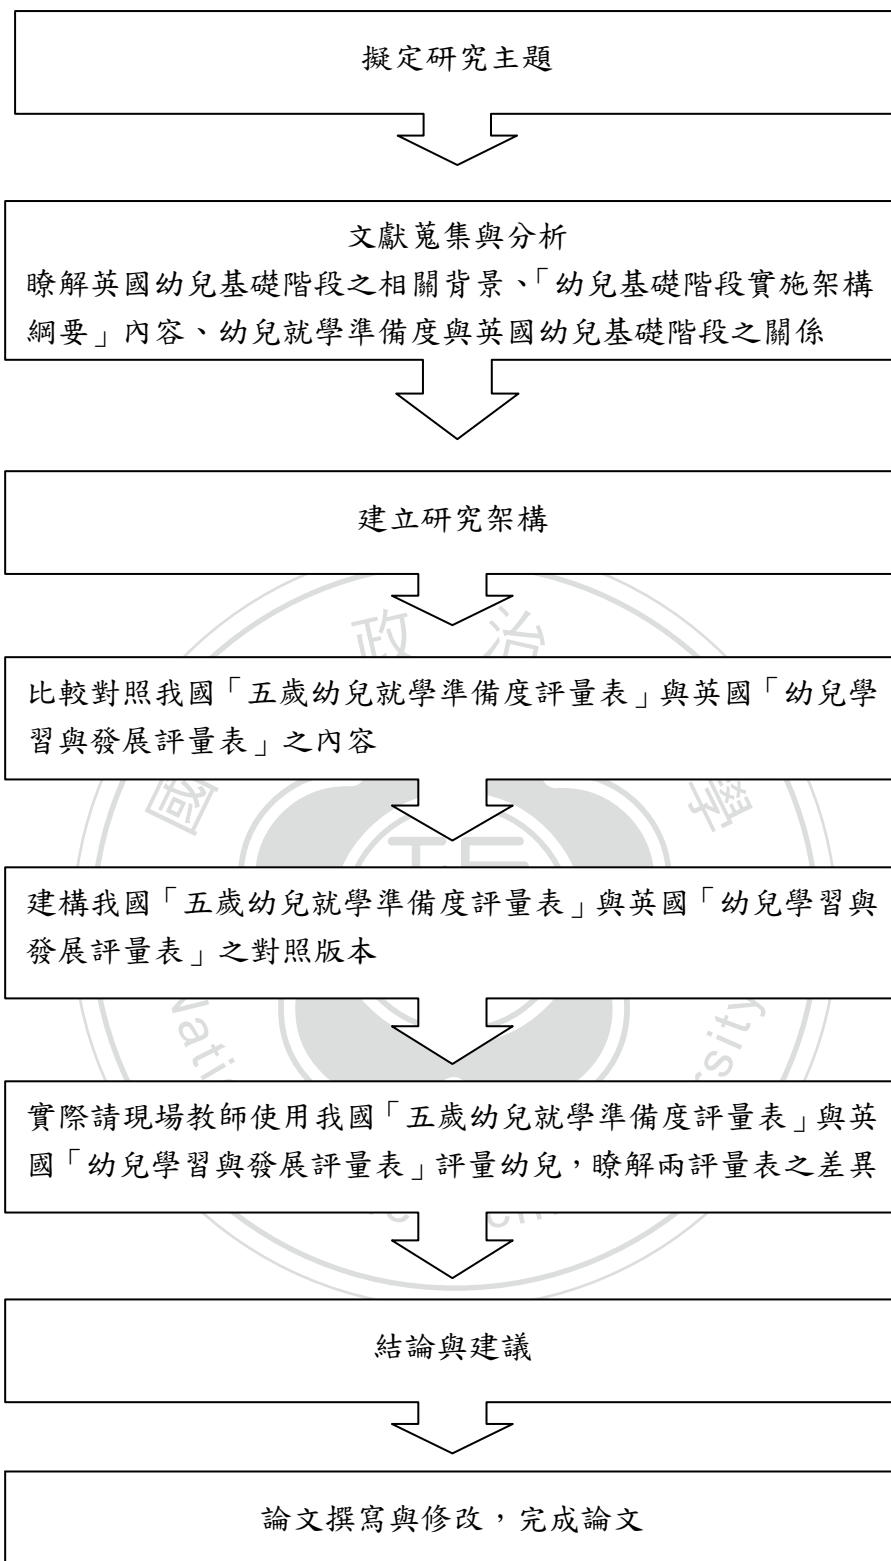 擬定研究主題
文獻蒐集與分析
瞭解英國幼兒基礎階段之相關背景、「幼兒基礎階段實施架構
綱要」內容、幼兒就學準備度與英國幼兒基礎階段之關係
建立研究架構
政 治
比較對照我國「五歲幼兒就學準備度評量表」與英國「幼兒學
習與發展評量表」之內容
國 學
建構我國「五歲幼兒就學準備度評量表」與英國「幼兒學習與
發展評量表」之對照版本
實際請現場教師使用我國「五歲幼兒就學準備度評量表」與英
國「幼兒學習與發展評量表」評量幼兒，瞭解兩評量表之差異
結論與建議
論文撰寫與修改，完成論文